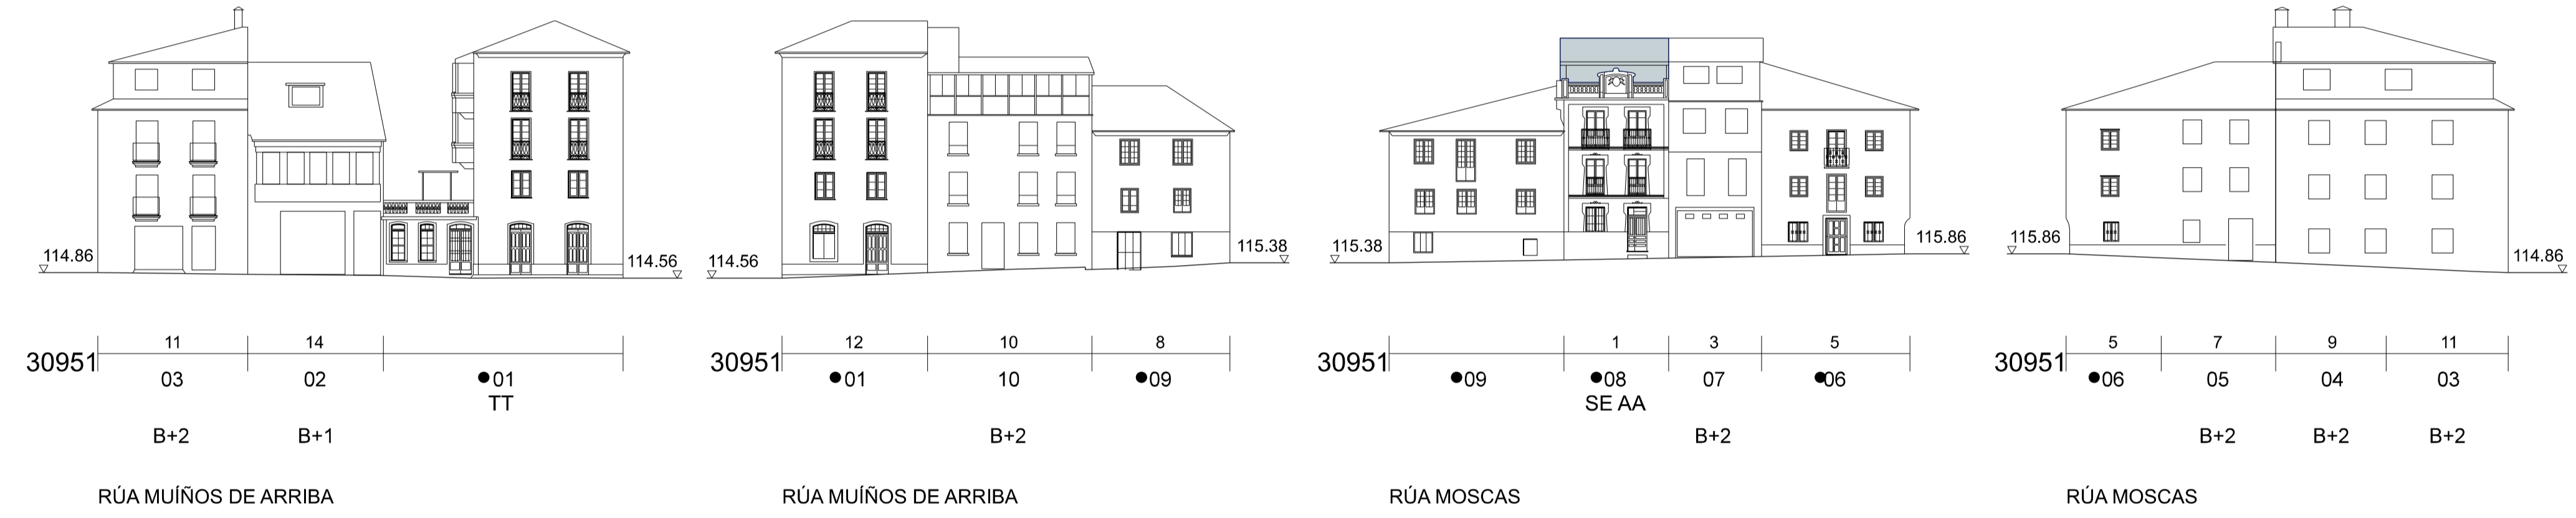 114.86
114.56
114.56
115.38
115.38
115.86
115.86
114.86
11 14
30951
03 02 01
TT
B+2 B+1
RÚA MUÍÑOS DE ARRIBA
12 10 8
30951
01 10 09
B+2
RÚA MUÍÑOS DE ARRIBA
1 3 5
30951
09 08 07 06
SE AA
B+2
RÚA MOSCAS
5 7 9 11
30951
06 05 04 03
B+2 B+2 B+2
RÚA MOSCAS